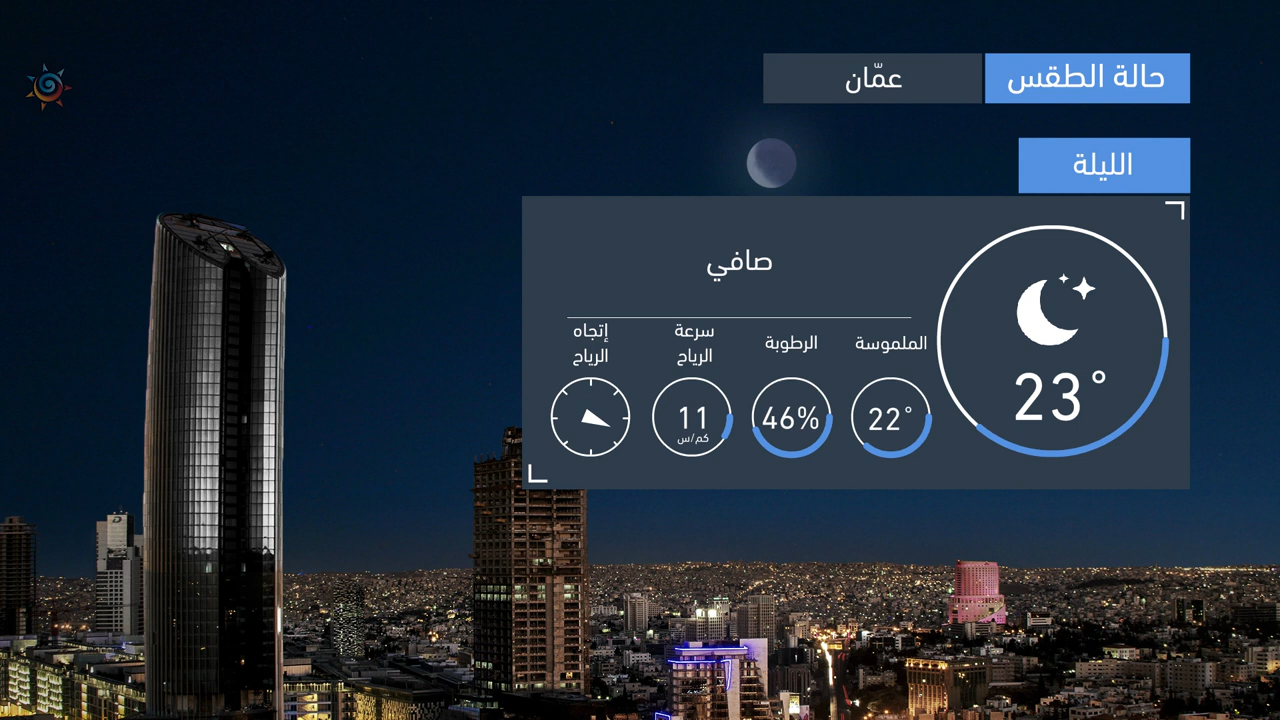 حالة الطقس
عمّان
الليلة
صافي
23°
الملموسة
22°
الرطوبة
46%
سرعة
الرياح
11
كم/س
إتجاه
الرياح